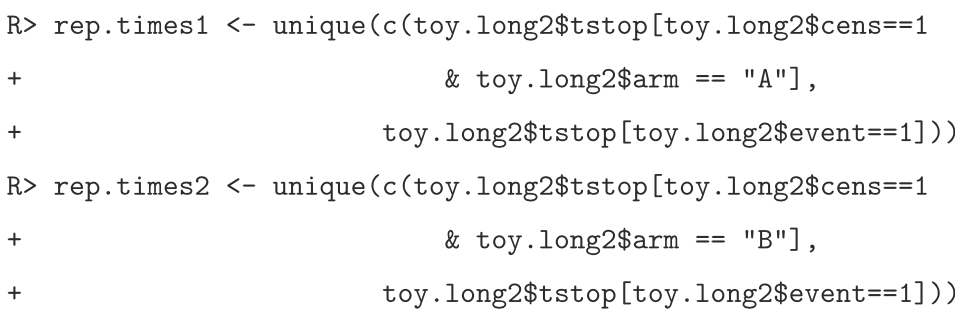 R> rep.times1 <- unique(c(toy.long2$tstop[toy.long2$cens==1
+                           & toy.long2$arm == "A"],
+                       toy.long2$tstop[toy.long2$event==1]))
R> rep.times2 <- unique(c(toy.long2$tstop[toy.long2$cens==1
+                           & toy.long2$arm == "B"],
+                       toy.long2$tstop[toy.long2$event==1]))